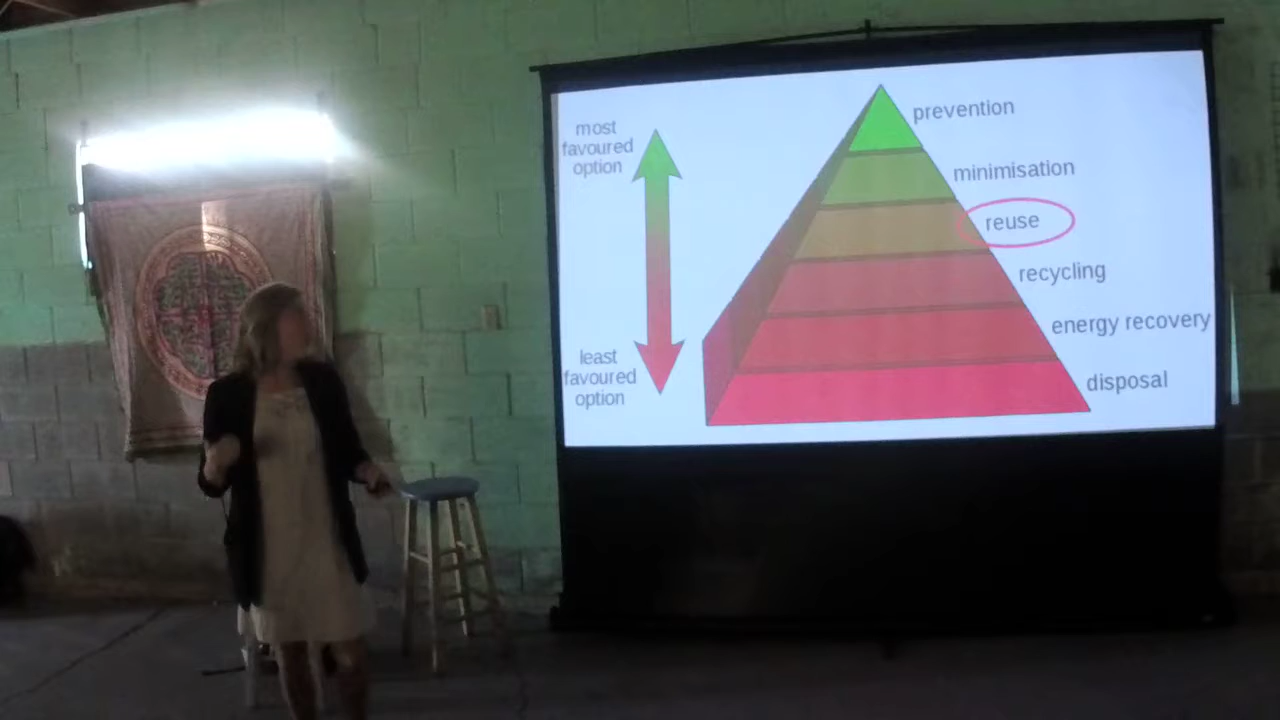 most
favoured
option
prevention
minimisation
reuse
recycling
energy recovery
disposal
least
favoured
option